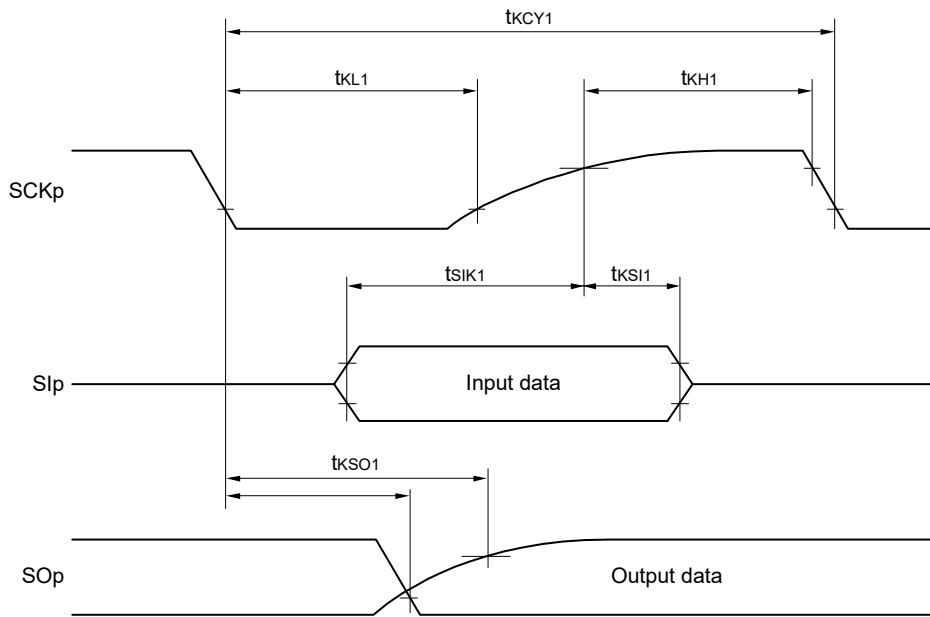 tKCY1
tKL1
tKH1
SCKp
tSIK1
tKSI1
SIp
Input data
tKSO1
SOp
Output data